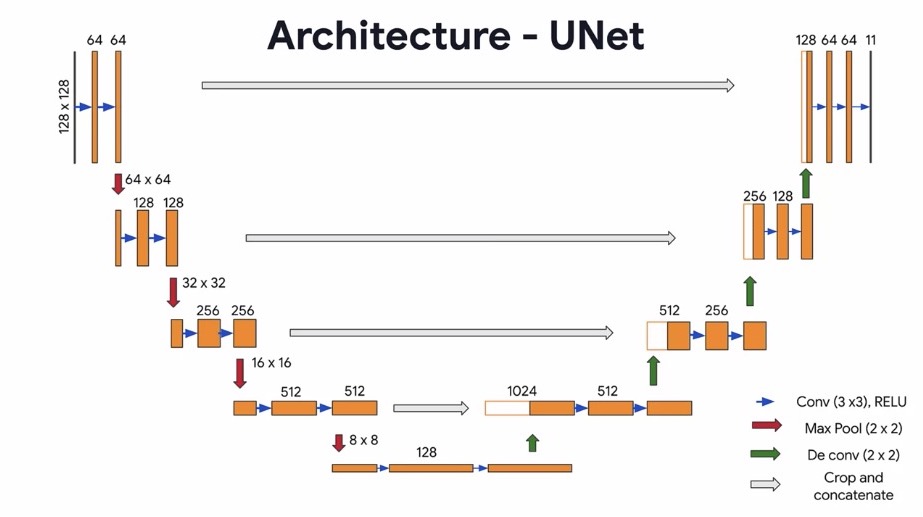 Architecture - UNet
64 64
128 64 64 11
128 x 128
64 x 64
128 128
256 128
32 x 32
256 256
512 256
16 x 16
512 512
1024 512
8 x 8
128
Conv (3 x3), RELU
Max Pool (2 x 2)
De conv (2 x 2)
Crop and
concatenate